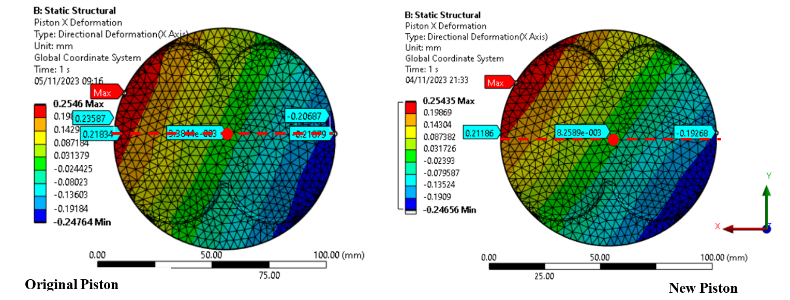 B: Static Structural
Piston X Deformation
Type: Directional Deformation(X Axis)
Unit: mm
Global Coordinate System
Time: 1 s
05/11/2023 09:16
Max
0.2546 Max
0.23587
0.21834
0.087184
0.031379
-0.024425
-0.08023
-0.13603
-0.19184
-0.24764 Min
-0.20687
0.00
50.00
100.00 (mm)
25.00
75.00
Original Piston
B: Static Structural
Piston X Deformation
Type: Directional Deformation(X Axis)
Unit: mm
Global Coordinate System
Time: 1 s
04/11/2023 21:33
Max
0.25435 Max
0.19869
0.14304
0.087382
0.031726
-0.02393
-0.079587
-0.13524
-0.1909
-0.24656 Min
0.21186
8.2589e-003
-0.19268
Y
X
0.00
50.00
100.00 (mm)
25.00
75.00
New Piston